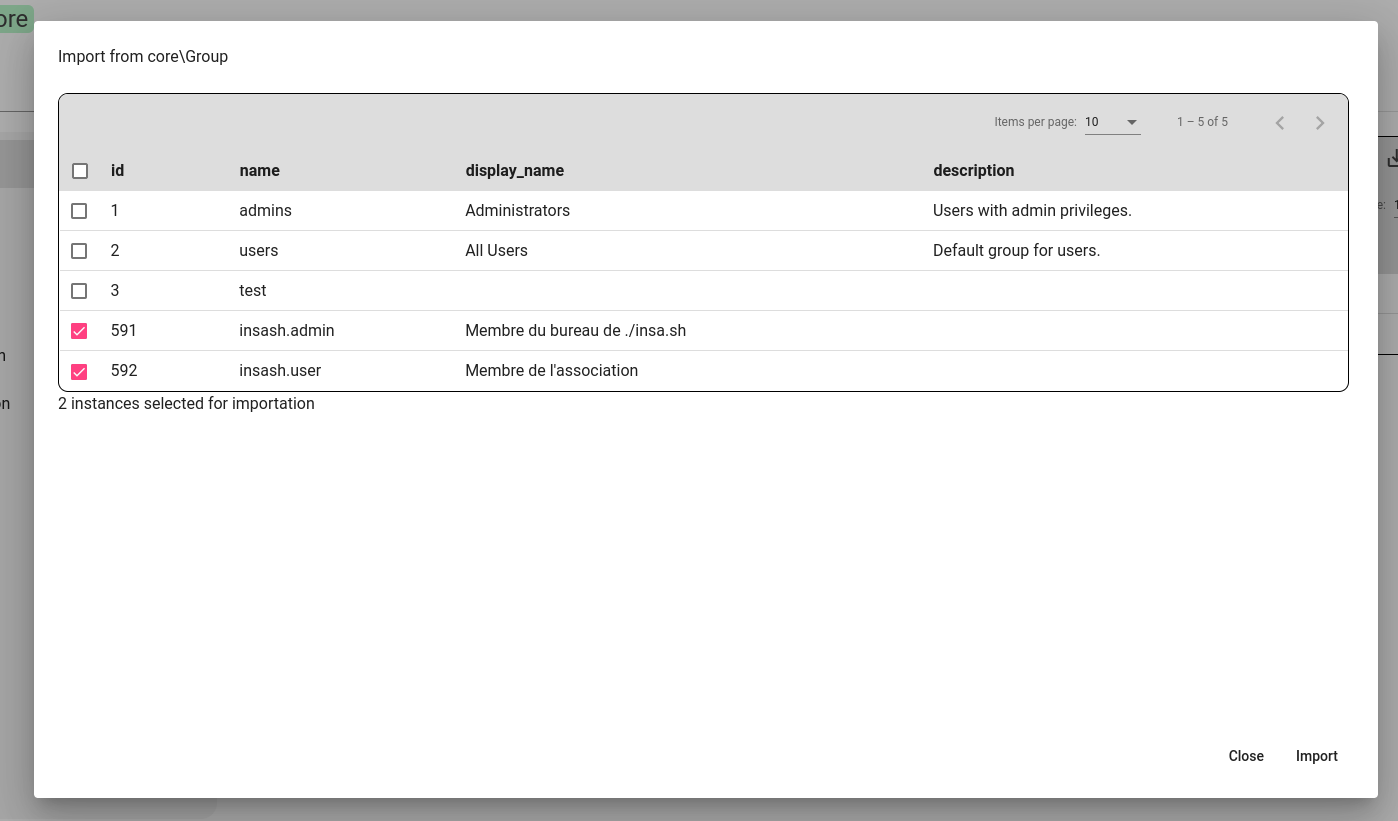 ore
Import from core\Group
Items per page: 10 1 – 5 of 5
id name display_name description
1 admins Administrators Users with admin privileges.
2 users All Users Default group for users.
3 test
591 insash.admin Membre du bureau de ./insa.sh
592 insash.user Membre de l'association
2 instances selected for importation
on
Close Import